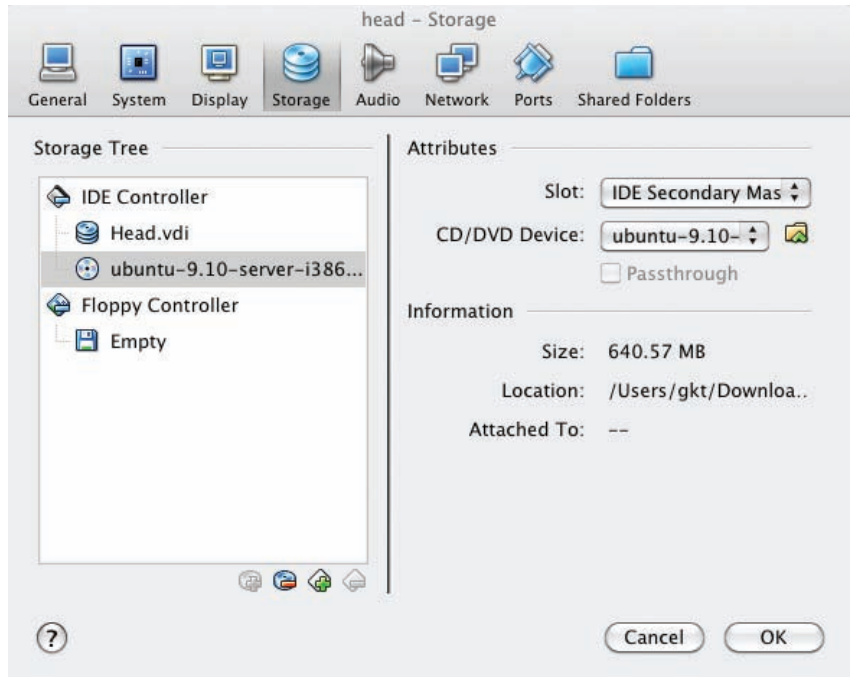 head – Storage
General System Display Storage Audio Network Ports Shared Folders
Storage Tree
IDE Controller
Head.vdi
ubuntu-9.10-server-i386...
Floppy Controller
Empty
Attributes
Slot: IDE Secondary Mas
CD/DVD Device: ubuntu-9.10-
Passthrough
Information
Size: 640.57 MB
Location: /Users/gkt/Downloa..
Attached To: --
?
Cancel OK